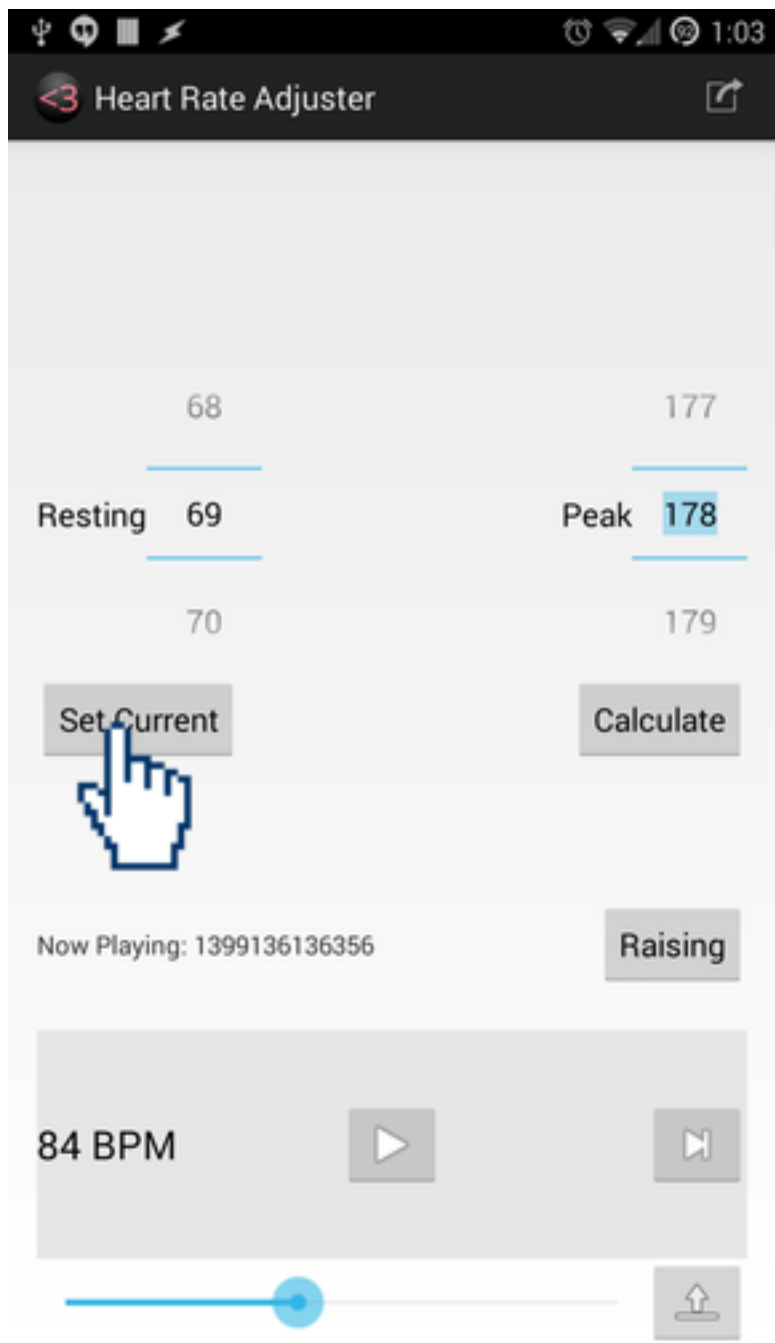 92 1:03
<3 Heart Rate Adjuster
68 177
Resting 69 Peak 178
70 179
Set Current Calculate
Now Playing: 1399136136356 Raising
84 BPM